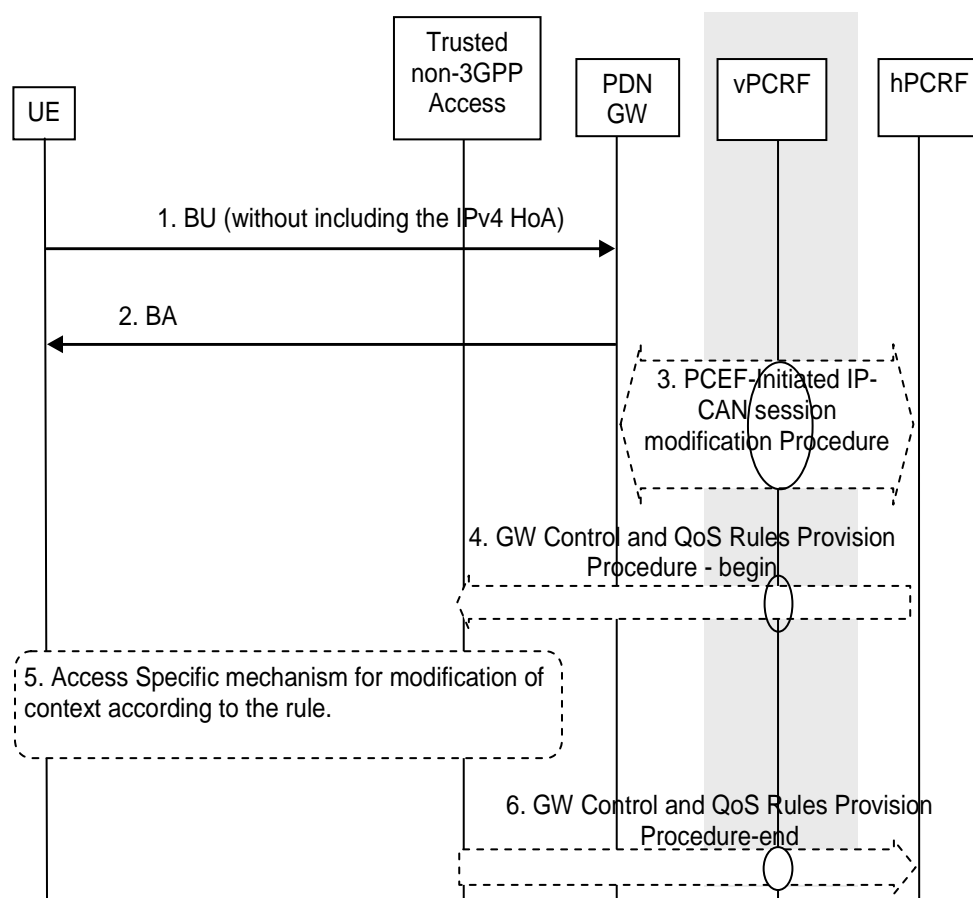 UE
Trusted
non-3GPP
Access
PDN
GW
vPCRF
hPCRF
1. BU (without including the IPv4 HoA)
2. BA
3. PCEF-Initiated IP-
CAN session
modification Procedure
4. GW Control and QoS Rules Provision
Procedure - begin
5. Access Specific mechanism for modification of
context according to the rule.
6. GW Control and QoS Rules Provision
Procedure-end